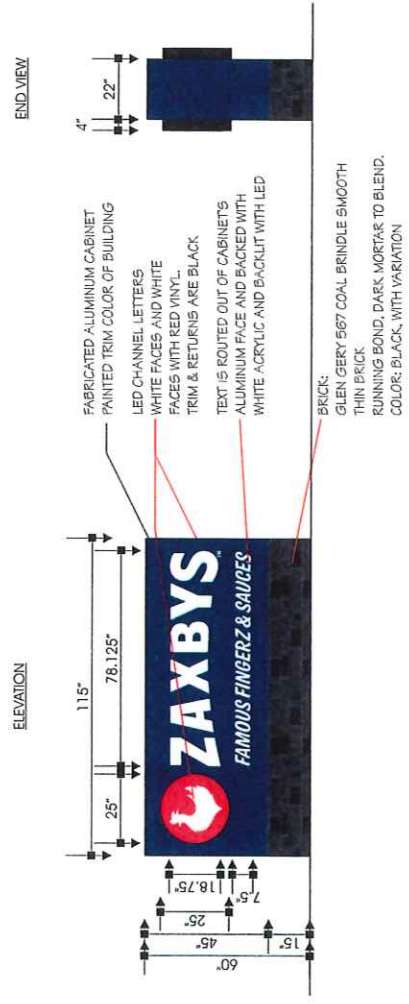 ELEVATION
115"
25"
78.125"
18.75"
7.5"
25"
45"
15"
60"
ZAXBYS™
FAMOUS FINGERZ & SAUCES
FABRICATED ALUMINUM CABINET
PAINTED TRIM COLOR OF BUILDING
LED CHANNEL LETTERS
WHITE FACES AND WHITE
FACES WITH RED VINYL.
TRIM & RETURNS ARE BLACK
TEXT IS ROUTED OUT OF CABINETS
ALUMINUM FACE AND BACKED WITH
WHITE ACRYLIC AND BACKLIT WITH LED
BRICK:
GLEN GERY 567 COAL BRINDLE SMOOTH
THIN BRICK
RUNNING BOND, DARK MORTAR TO BLEND.
COLOR: BLACK, WITH VARIATION
END VIEW
4"
22"